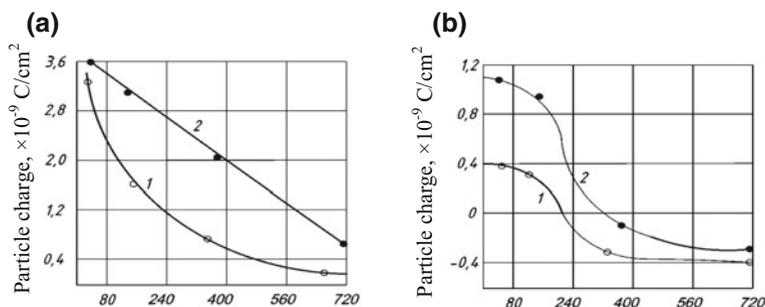 (a)
Particle charge, ×10⁻⁹ C/cm²
3,6
2,8
2,0
1,2
0,4
2
1
80 240 400 560 720
(b)
Particle charge, ×10⁻⁹ C/cm²
1,2
0,8
0,4
0
−0,4
2
1
80 240 400 560 720